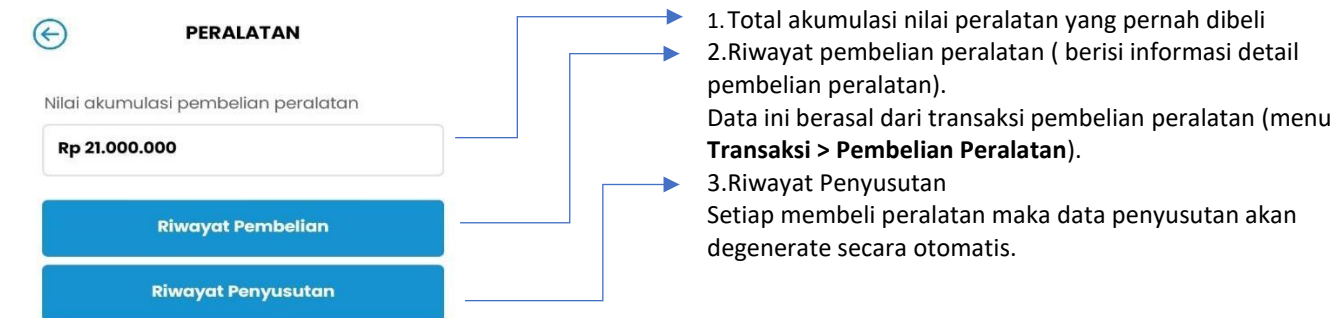 PERALATAN
Nilai akumulasi pembelian peralatan
Rp 21.000.000
Riwayat Pembelian
Riwayat Penyusutan
1.Total akumulasi nilai peralatan yang pernah dibeli
2.Riwayat pembelian peralatan ( berisi informasi detail
pembelian peralatan).
Data ini berasal dari transaksi pembelian peralatan (menu
Transaksi > Pembelian Peralatan).
3.Riwayat Penyusutan
Setiap membeli peralatan maka data penyusutan akan
degenerate secara otomatis.